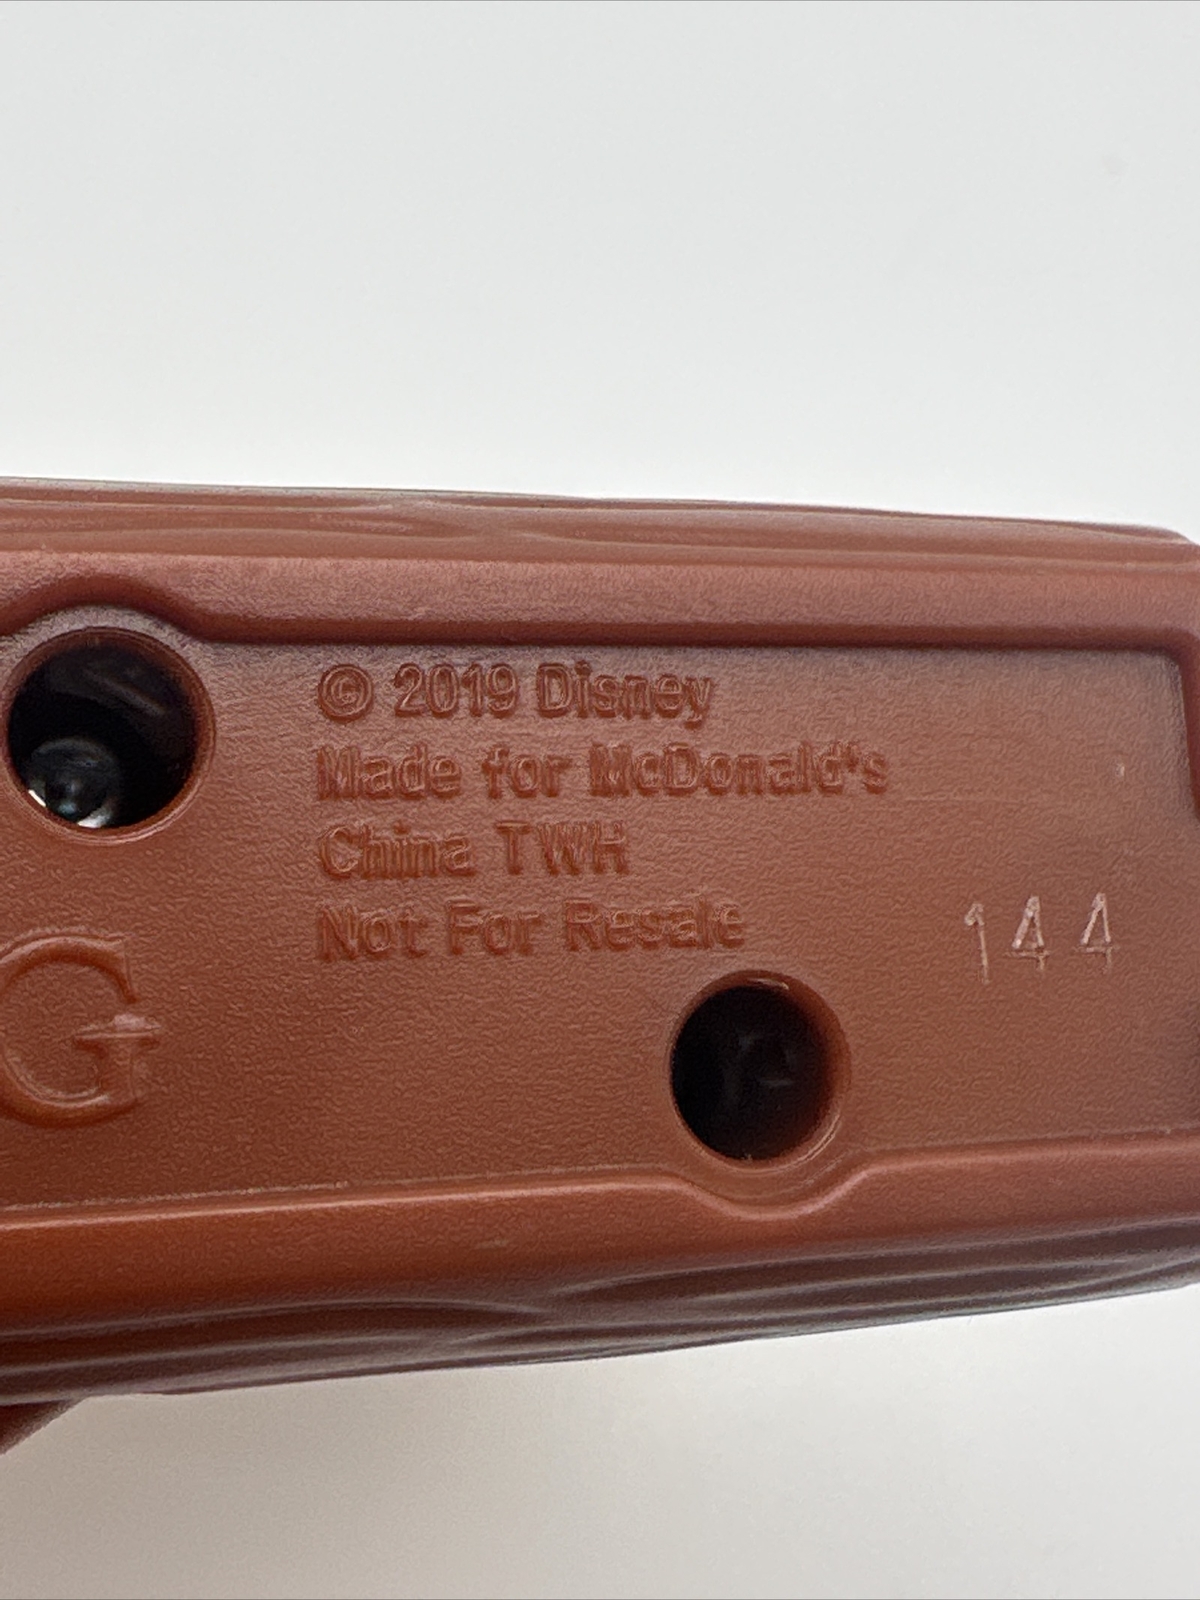 © 2019 Disney
Made for McDonald's
China TWH
Not For Resale
144
G